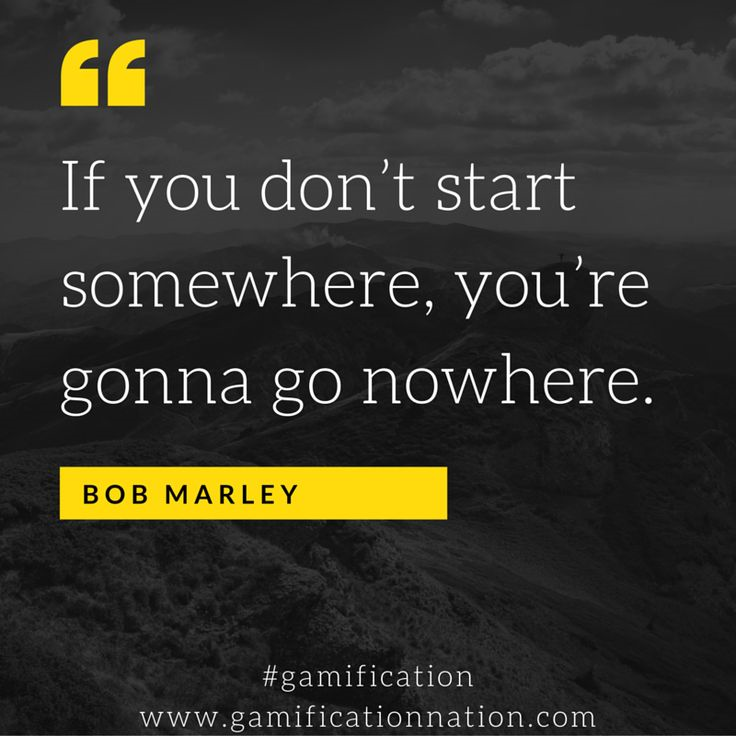 “
If you don’t start
somewhere, you’re
gonna go nowhere.
BOB MARLEY
#gamification
www.gamificationnation.com